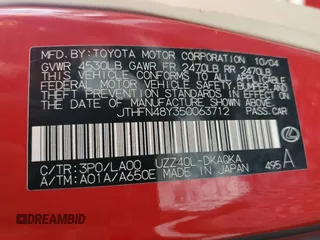 MFD. BY: TOYOTA MOTOR CORPORATION 10/04
GVWR 4530LB GAWR FR 2470LB RR 2470LB
THIS VEHICLE CONFORMS TO ALL APPLICABLE
FEDERAL MOTOR VEHICLE SAFETY, BUMPER, AND
THEFT PREVENTION STANDARDS IN EFFECT ON
THE DATE OF MANUFACTURE SHOWN ABOVE.
JTHFN48Y350063712
PASS. CAR
C/TR: 3P0/LA00 UZZ40L-DKAQKA
A/TM: A01A/A650E MADE IN JAPAN 495 A
DREAMBID